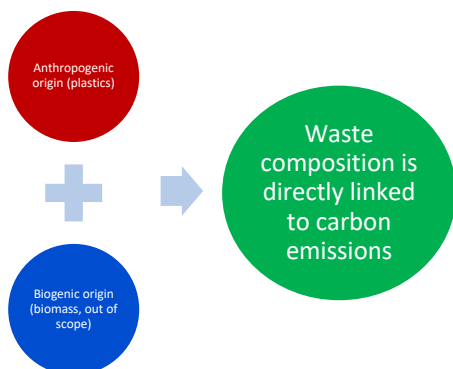 Anthropogenic
origin (plastics)
Waste
composition is
directly linked
to carbon
emissions
Biogenic origin
(biomass, out of
scope)